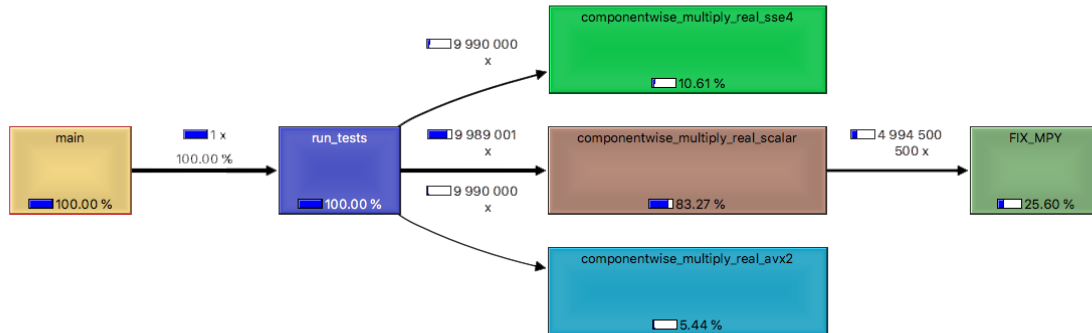 componentwise_multiply_real_sse4
10.61 %
9 990 000
x
main
100.00 %
1 x
100.00 %
run_tests
100.00 %
9 989 001
x
9 990 000
x
componentwise_multiply_real_scalar
83.27 %
4 994 500
500 x
FIX_MPY
25.60 %
componentwise_multiply_real_avx2
5.44 %